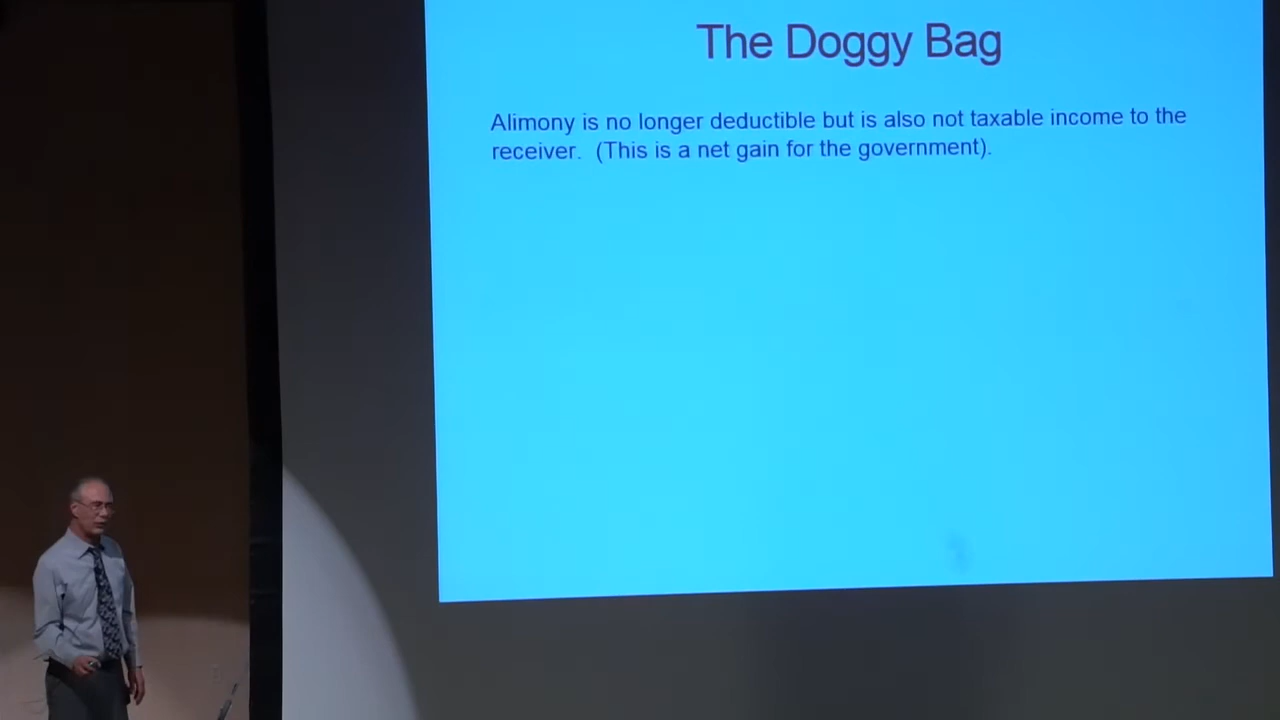 The Doggy Bag
Alimony is no longer deductible but is also not taxable income to the
receiver.  (This is a net gain for the government).